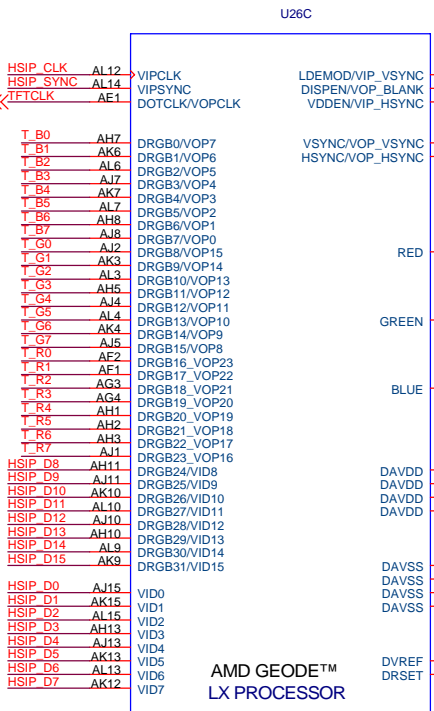 U26C
HSIP_CLK AL12 VIPCLK LDEMOD/VIP_VSYNC
HSIP_SYNC AL14 VIPSYNC DISPEN/VOP_BLANK
TFTCLK AE1 DOTCLK/VOPCLK VDDEN/VIP_HSYNC
T_B0 AH7 DRGB0/VOP7 VSYNC/VOP_VSYNC
T_B1 AK6 DRGB1/VOP6 HSYNC/VOP_HSYNC
T_B2 AL6 DRGB2/VOP5
T_B3 AJ7 DRGB3/VOP4
T_B4 AK7 DRGB4/VOP3
T_B5 AL7 DRGB5/VOP2
T_B6 AH8 DRGB6/VOP1
T_B7 AJ8 DRGB7/VOP0
T_G0 AJ2 DRGB8/VOP15 RED
T_G1 AK3 DRGB9/VOP14
T_G2 AL3 DRGB10/VOP13
T_G3 AH5 DRGB11/VOP12
T_G4 AJ4 DRGB12/VOP11
T_G5 AL4 DRGB13/VOP10 GREEN
T_G6 AK4 DRGB14/VOP9
T_G7 AJ5 DRGB15/VOP8
T_R0 AF2 DRGB16_VOP23
T_R1 AF1 DRGB17_VOP22
T_R2 AG3 DRGB18_VOP21 BLUE
T_R3 AG4 DRGB19_VOP20
T_R4 AH1 DRGB20_VOP19
T_R5 AH2 DRGB21_VOP18
T_R6 AH3 DRGB22_VOP17
T_R7 AJ1 DRGB23_VOP16
HSIP_D8 AH11 DRGB24/VID8 DAVDD
HSIP_D9 AJ11 DRGB25/VID9 DAVDD
HSIP_D10 AK10 DRGB26/VID10 DAVDD
HSIP_D11 AL10 DRGB27/VID11 DAVDD
HSIP_D12 AJ10 DRGB28/VID12
HSIP_D13 AH10 DRGB29/VID13
HSIP_D14 AL9 DRGB30/VID14
HSIP_D15 AK9 DRGB31/VID15 DAVSS
DAVSS
HSIP_D0 AJ15 VID0 DAVSS
HSIP_D1 AK15 VID1 DAVSS
HSIP_D2 AL15 VID2
HSIP_D3 AH13 VID3
HSIP_D4 AJ13 VID4
HSIP_D5 AK13 VID5 DVREF
HSIP_D6 AL13 VID6 AMD GEODE™ DRSET
HSIP_D7 AK12 VID7 LX PROCESSOR